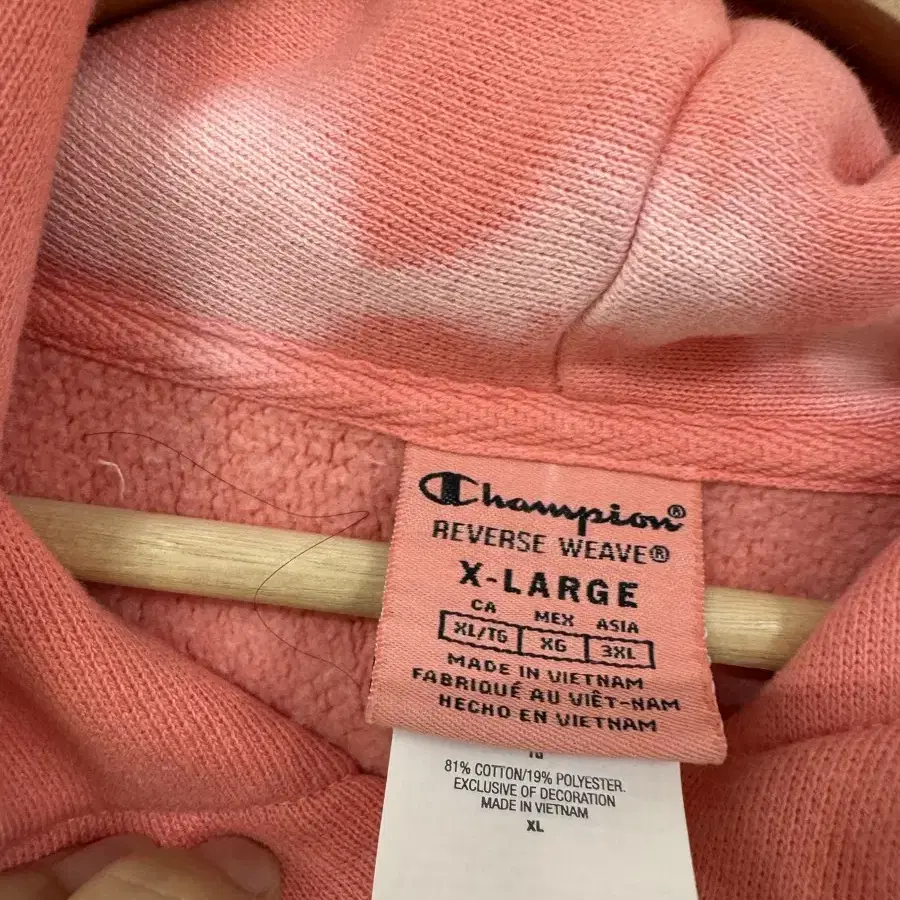 Champion®
REVERSE WEAVE®
X-LARGE
CA MEX ASIA
XL/TG XG 3XL
MADE IN VIETNAM
FABRIQUÉ AU VIÊT-NAM
HECHO EN VIETNAM
81% COTTON/19% POLYESTER.
EXCLUSIVE OF DECORATION
MADE IN VIETNAM
XL